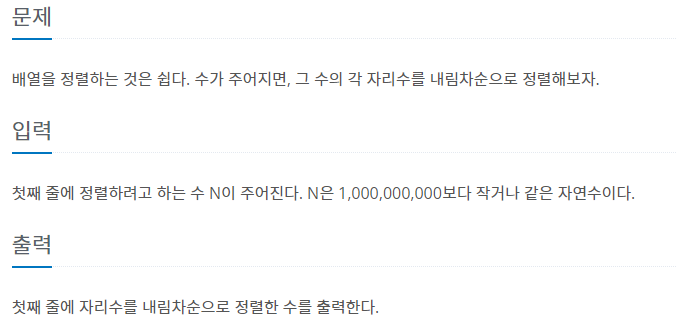 문제
배열을 정렬하는 것은 쉽다. 수가 주어지면, 그 수의 각 자리수를 내림차순으로 정렬해보자.
입력
첫째 줄에 정렬하려고 하는 수 N이 주어진다. N은 1,000,000,000보다 작거나 같은 자연수이다.
출력
첫째 줄에 자리수를 내림차순으로 정렬한 수를 출력한다.